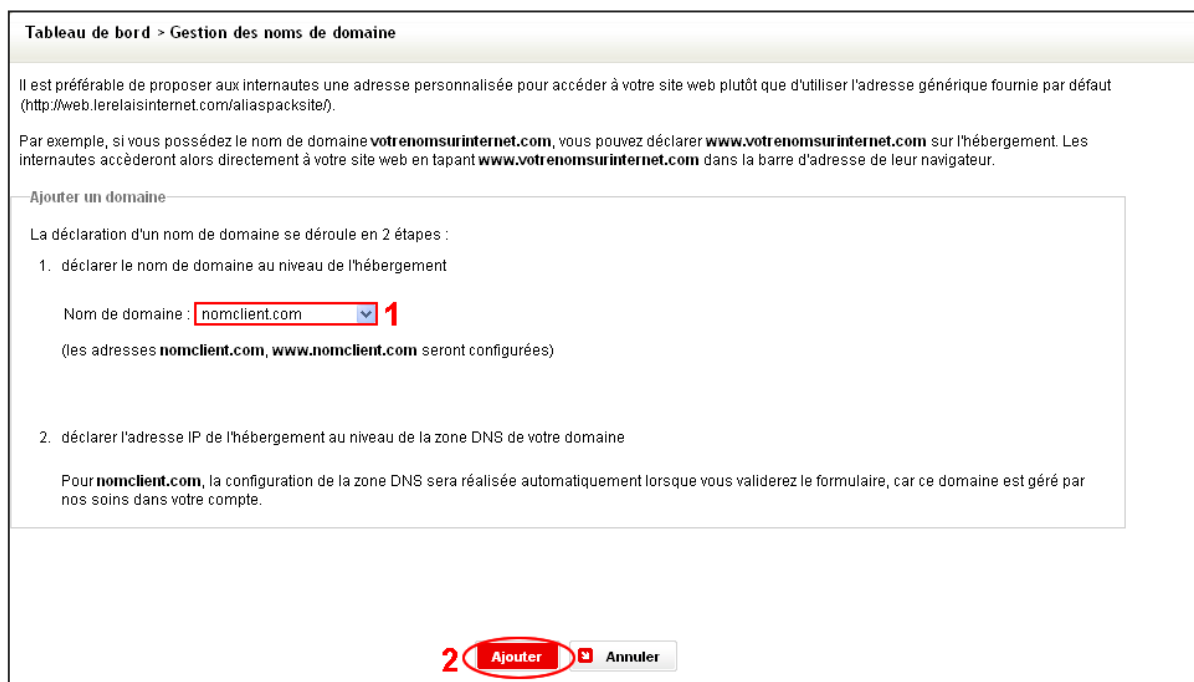 Tableau de bord > Gestion des noms de domaine
Il est préférable de proposer aux internautes une adresse personnalisée pour accéder à votre site web plutôt que d'utiliser l'adresse générique fournie par défaut
(http://web.lerelaisinternet.com/aliaspacksite/).
Par exemple, si vous possédez le nom de domaine votrenomsurinternet.com, vous pouvez déclarer www.votrenomsurinternet.com sur l'hébergement. Les
internautes accèderont alors directement à votre site web en tapant www.votrenomsurinternet.com dans la barre d'adresse de leur navigateur.
Ajouter un domaine
La déclaration d'un nom de domaine se déroule en 2 étapes :
1. déclarer le nom de domaine au niveau de l'hébergement
Nom de domaine : nomclient.com 1
(les adresses nomclient.com, www.nomclient.com seront configurées)
2. déclarer l'adresse IP de l'hébergement au niveau de la zone DNS de votre domaine
Pour nomclient.com, la configuration de la zone DNS sera réalisée automatiquement lorsque vous validerez le formulaire, car ce domaine est géré par
nos soins dans votre compte.
2 Ajouter Annuler